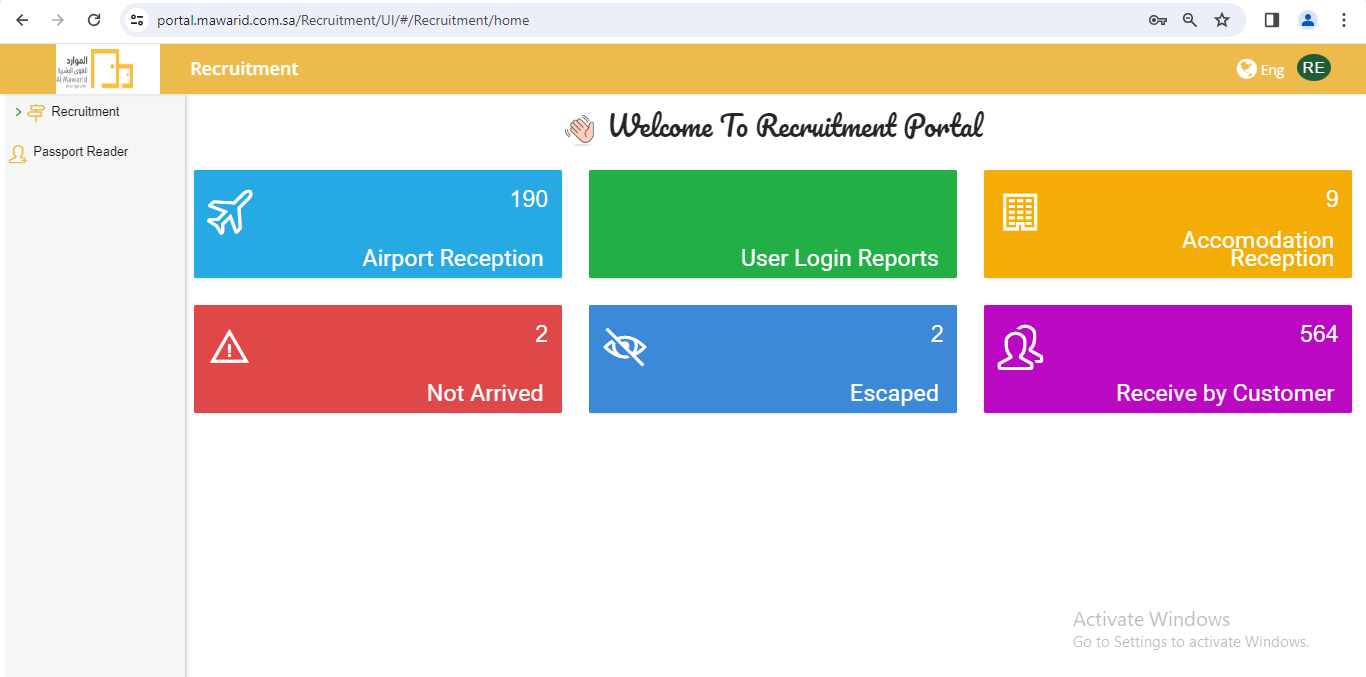 portal.mawarid.com.sa/Recruitment/UI/#/Recruitment/home
الموارد
للقوى البشرية
Al Mawarid
Recruitment
Eng
RE
Recruitment
Passport Reader
Welcome To Recruitment Portal
190
Airport Reception
User Login Reports
9
Accomodation
Reception
2
Not Arrived
2
Escaped
564
Receive by Customer
Activate Windows
Go to Settings to activate Windows.